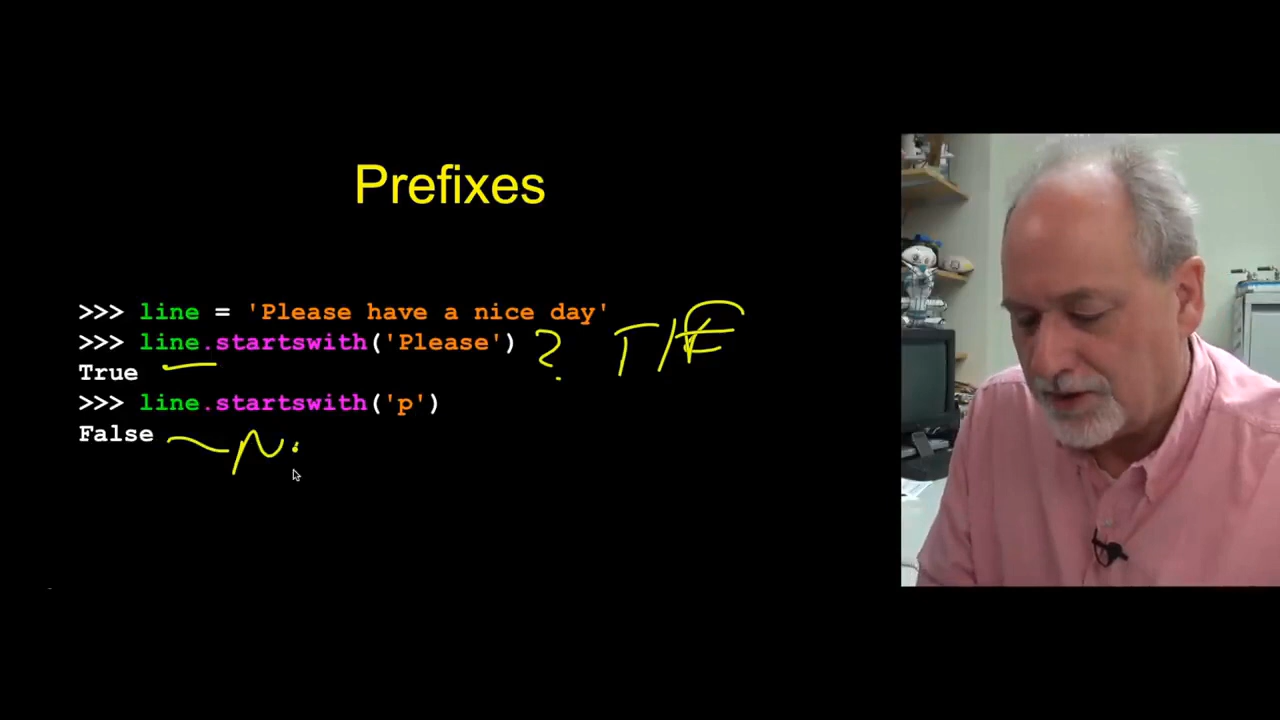 Prefixes
>>> line = 'Please have a nice day'
>>> line.startswith('Please') ? T/F
True
>>> line.startswith('p')
False